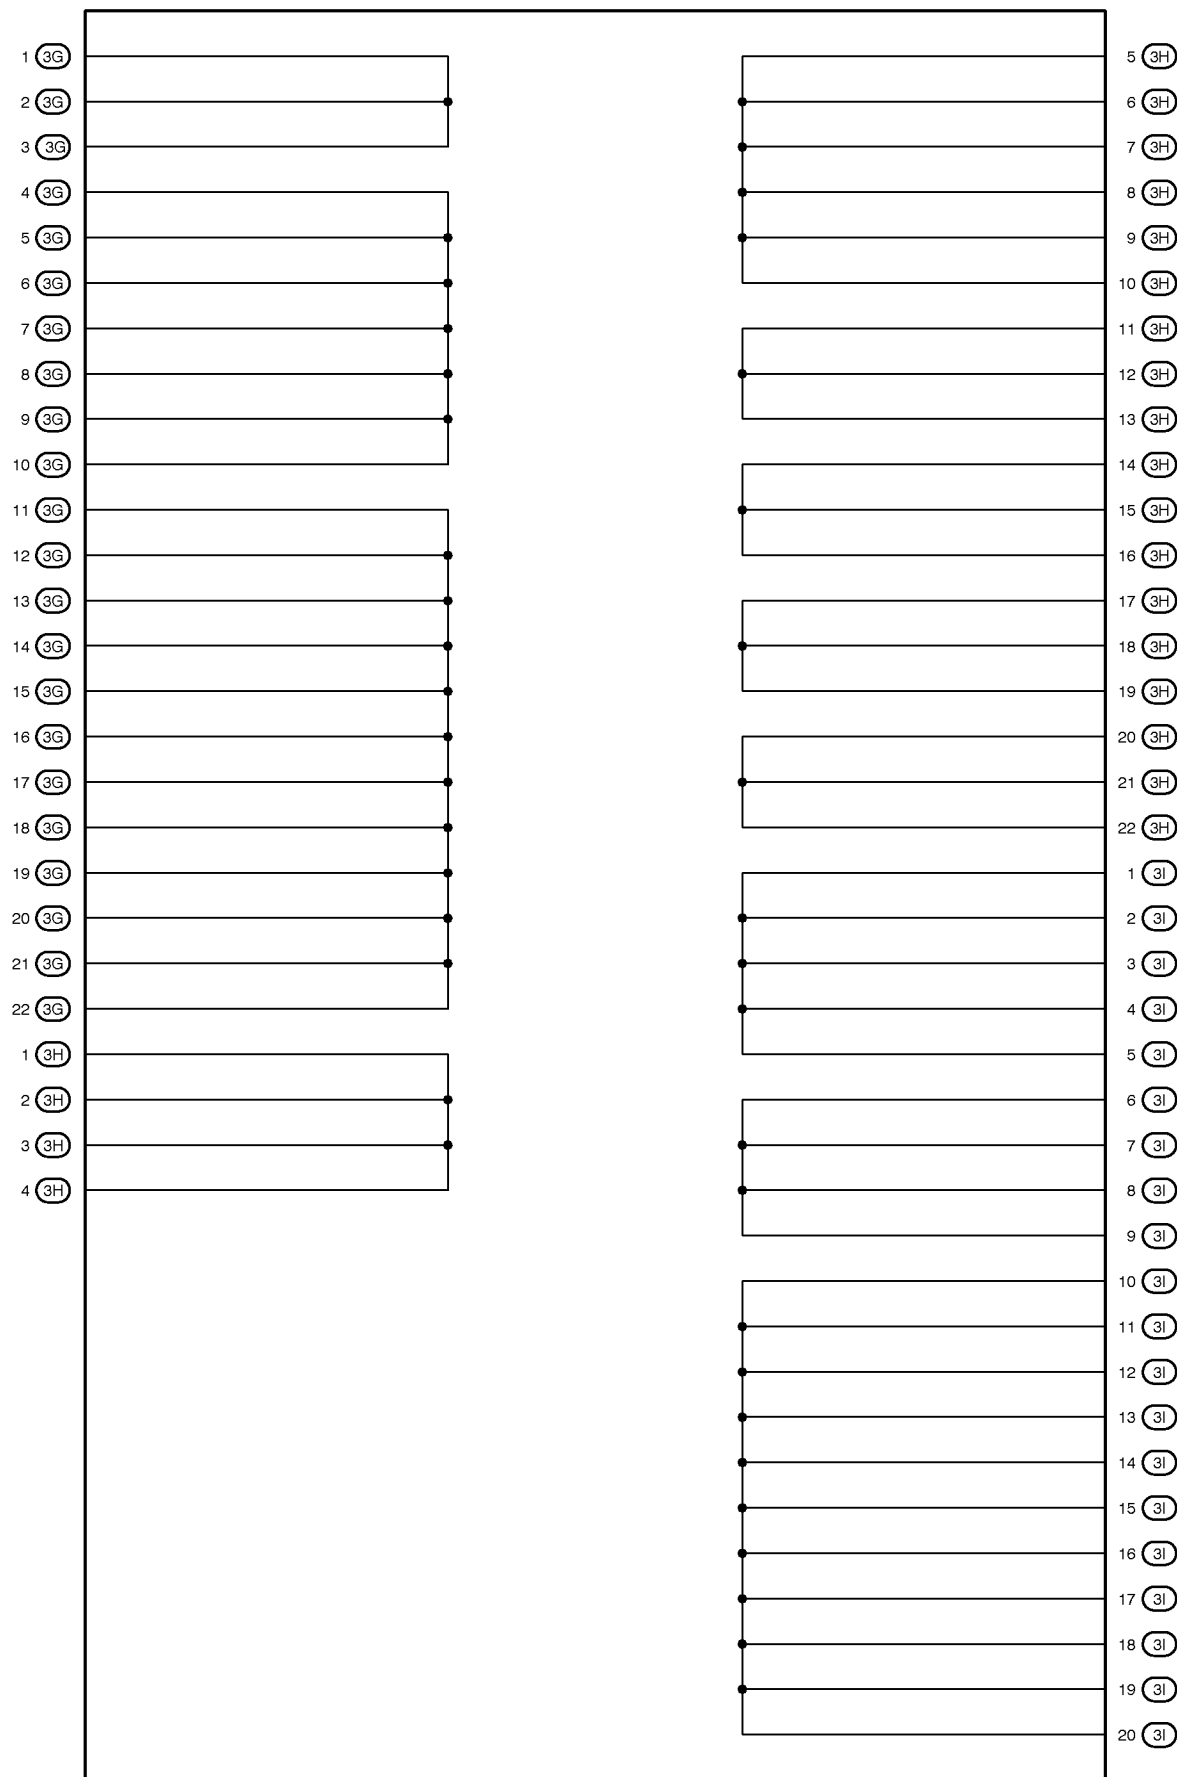 1 3G
2 3G
3 3G
4 3G
5 3G
6 3G
7 3G
8 3G
9 3G
10 3G
11 3G
12 3G
13 3G
14 3G
15 3G
16 3G
17 3G
18 3G
19 3G
20 3G
21 3G
22 3G
1 3H
2 3H
3 3H
4 3H
5 3H
6 3H
7 3H
8 3H
9 3H
10 3H
11 3H
12 3H
13 3H
14 3H
15 3H
16 3H
17 3H
18 3H
19 3H
20 3H
21 3H
22 3H
1 3I
2 3I
3 3I
4 3I
5 3I
6 3I
7 3I
8 3I
9 3I
10 3I
11 3I
12 3I
13 3I
14 3I
15 3I
16 3I
17 3I
18 3I
19 3I
20 3I